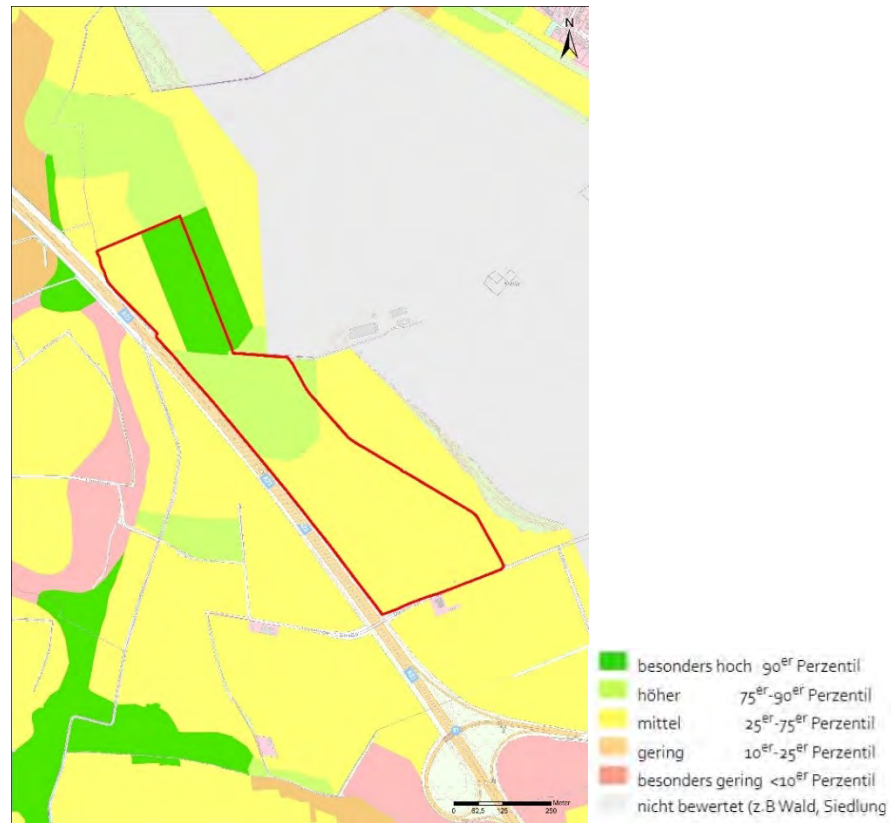 N
0 62,5 125 250
Meter
besonders hoch 90er Perzentil
höher 75er-90er Perzentil
mittel 25er-75er Perzentil
gering 10er-25er Perzentil
besonders gering <10er Perzentil
nicht bewertet (z.B Wald, Siedlung